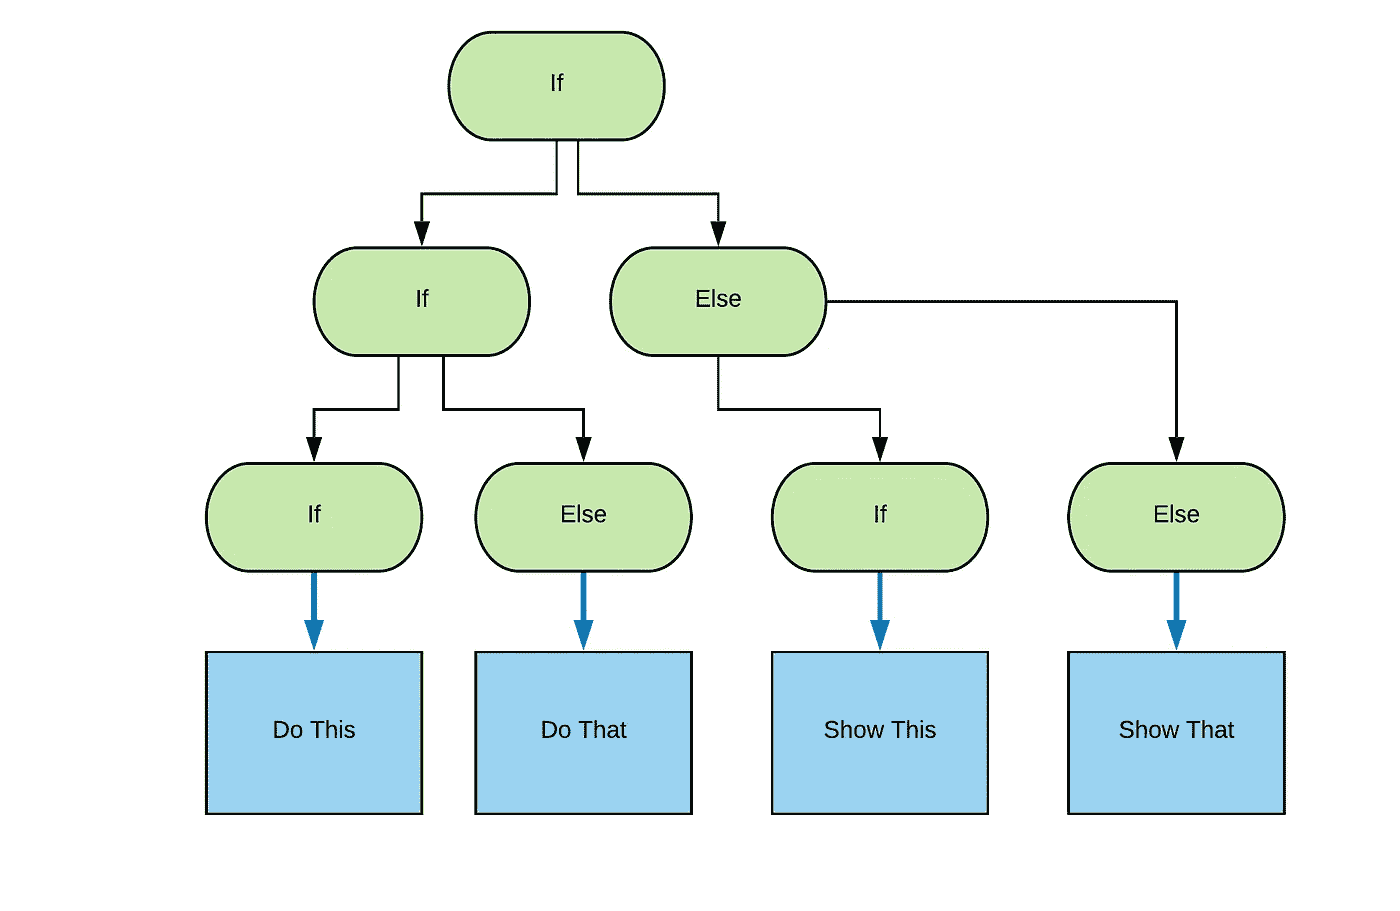 If
If
Else
If
Else
If
Else
Do This
Do That
Show This
Show That